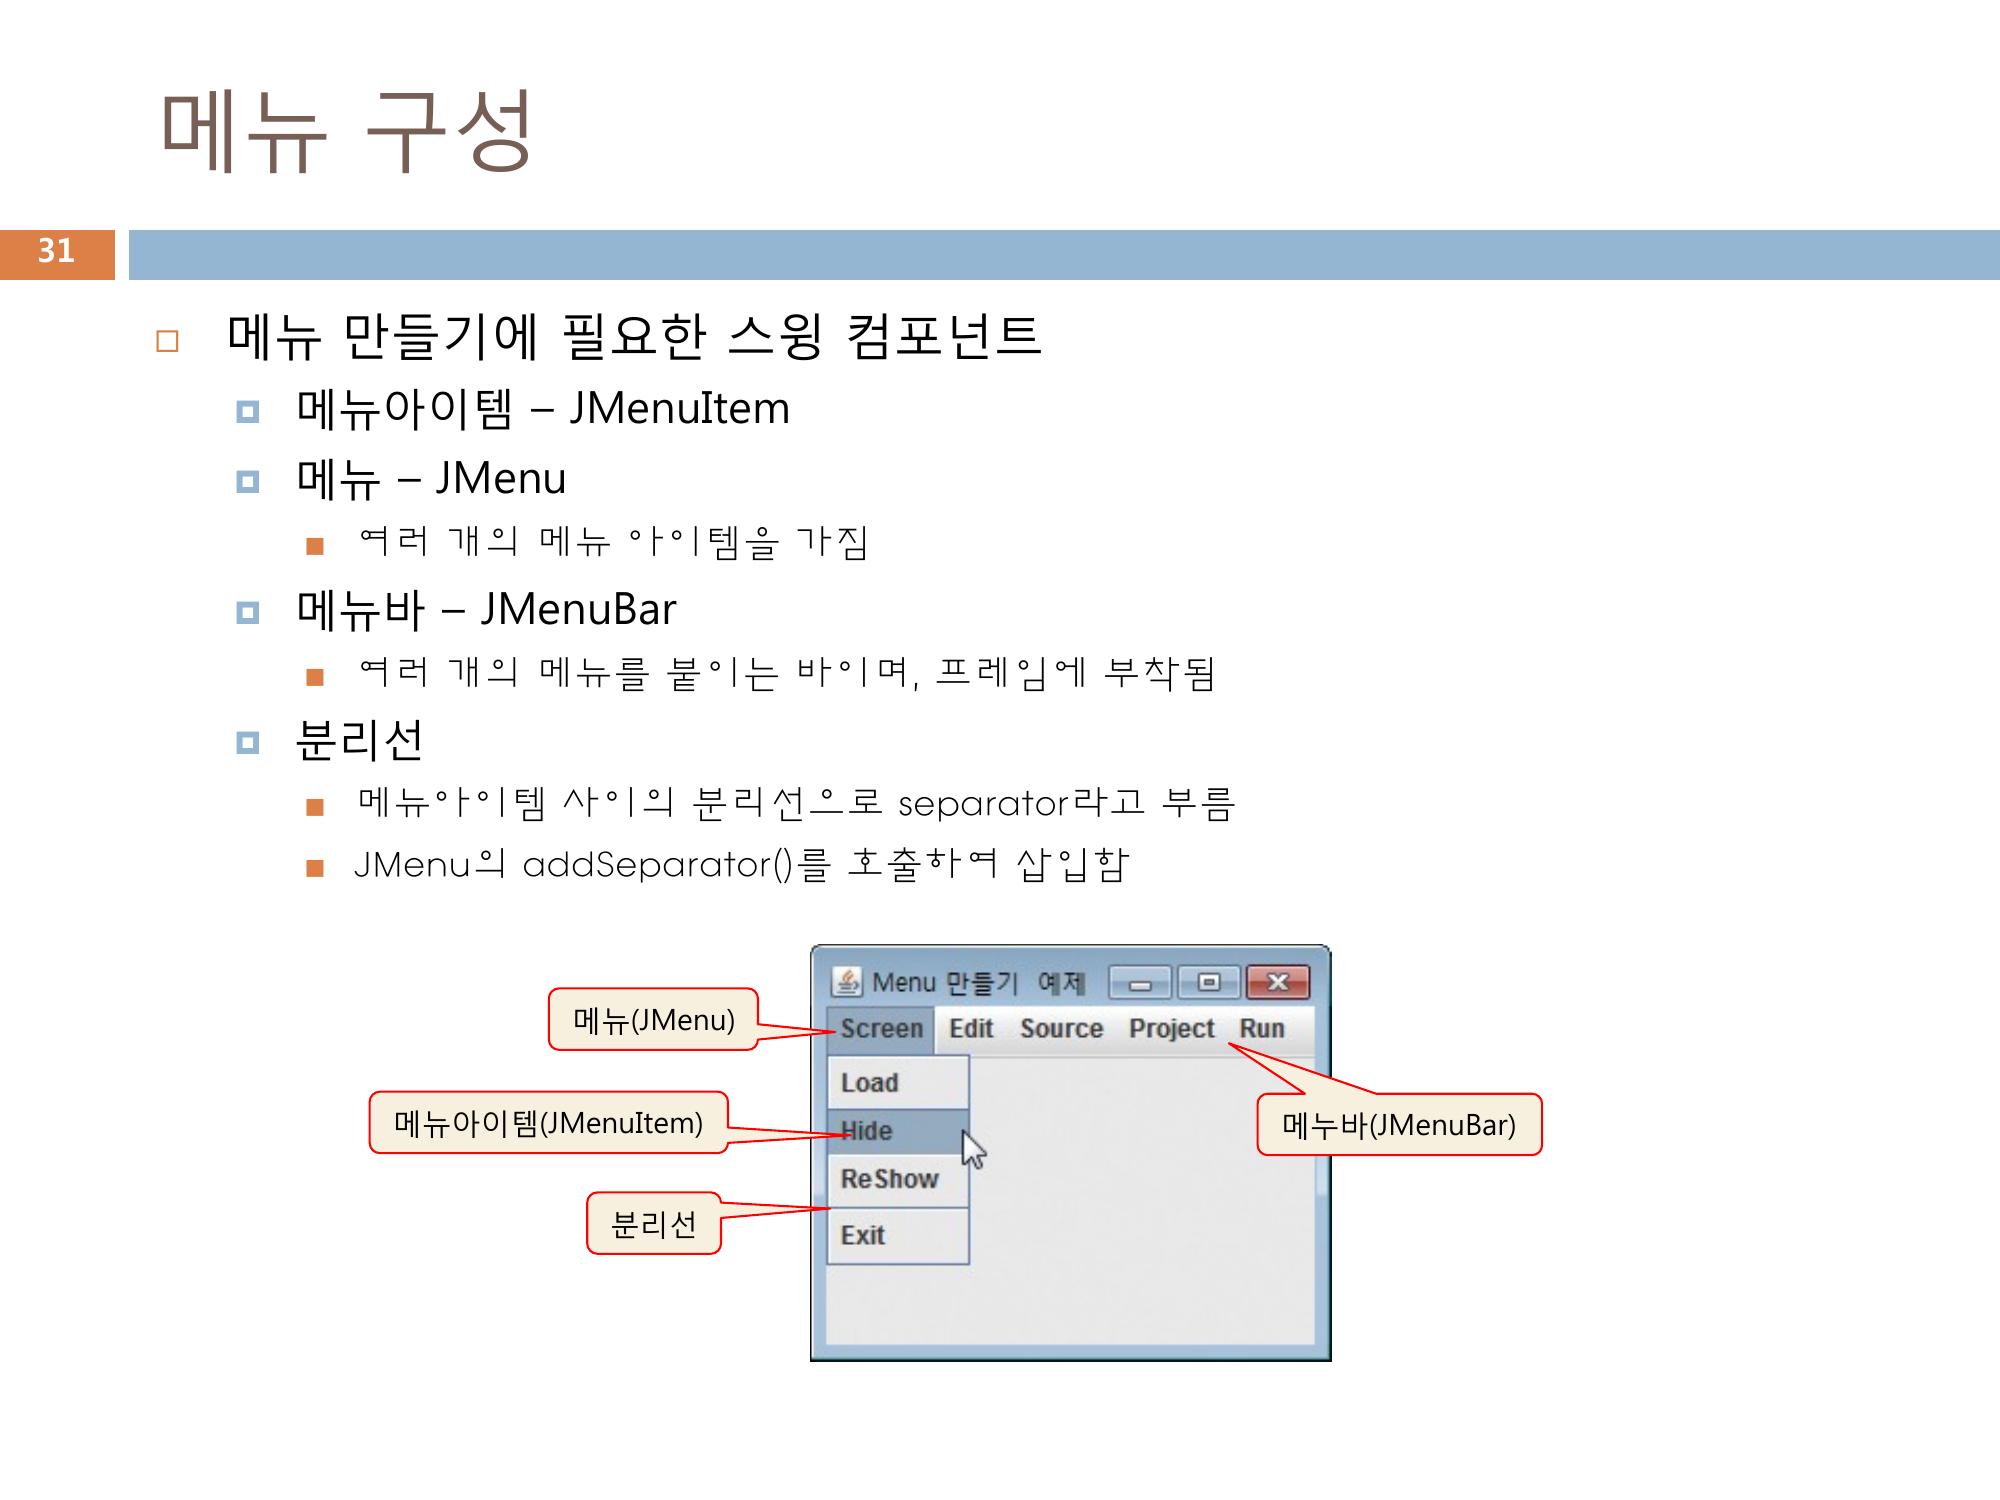 메뉴 구성
31
메뉴 만들기에 필요한 스윙 컴포넌트
메뉴아이템 – JMenuItem
메뉴 – JMenu
여러 개의 메뉴 아이템을 가짐
메뉴바 – JMenuBar
여러 개의 메뉴를 붙이는 바이며, 프레임에 부착됨
분리선
메뉴아이템 사이의 분리선으로 separator라고 부름
JMenu의 addSeparator()를 호출하여 삽입함
Menu 만들기 예제
메뉴(JMenu)
Screen Edit Source Project Run
Load
메뉴아이템(JMenuItem)
Hide
메누바(JMenuBar)
ReShow
분리선
Exit